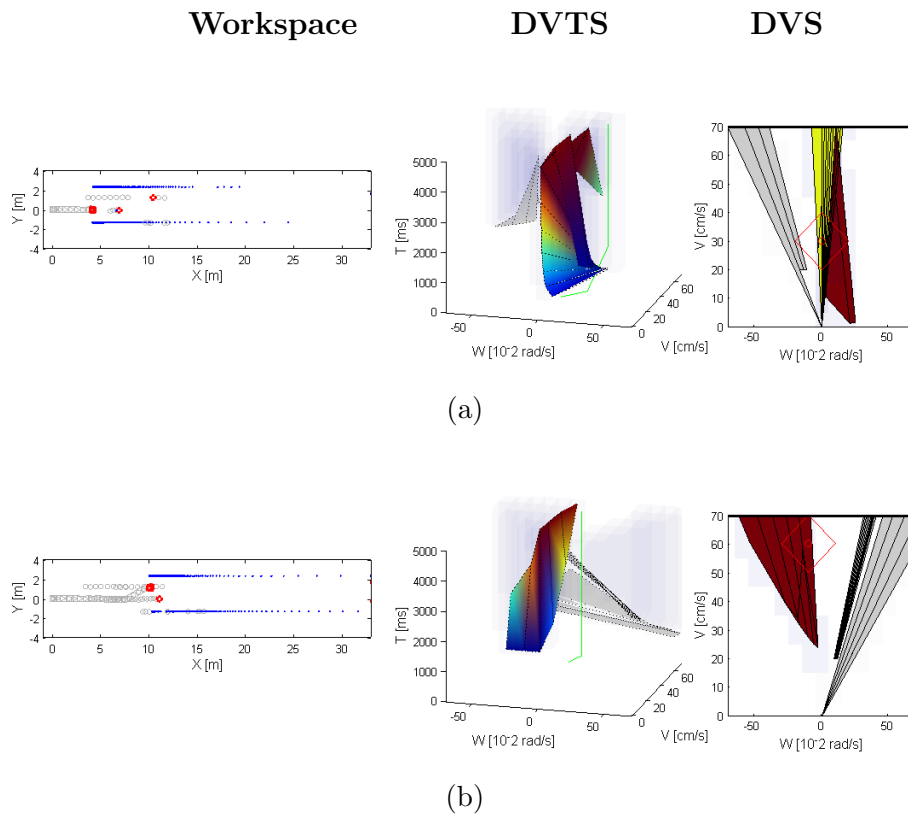 Workspace DVTS DVS
4
2
0
-2
-4
Y [m]
0 5 10 15 20 25 30
X [m]
5000
4000
3000
2000
1000
0
T [ms]
-50 0 50
W [10-2 rad/s]
0 20 40 60
V [cm/s]
70
60
50
40
30
20
10
0
V [cm/s]
-50 0 50
W [10-2 rad/s]
(a)
4
2
0
-2
-4
Y [m]
0 5 10 15 20 25 30
X [m]
5000
4000
3000
2000
1000
0
T [ms]
-50 0 50
W [10-2 rad/s]
0 20 40 60
V [cm/s]
70
60
50
40
30
20
10
0
V [cm/s]
-50 0 50
W [10-2 rad/s]
(b)